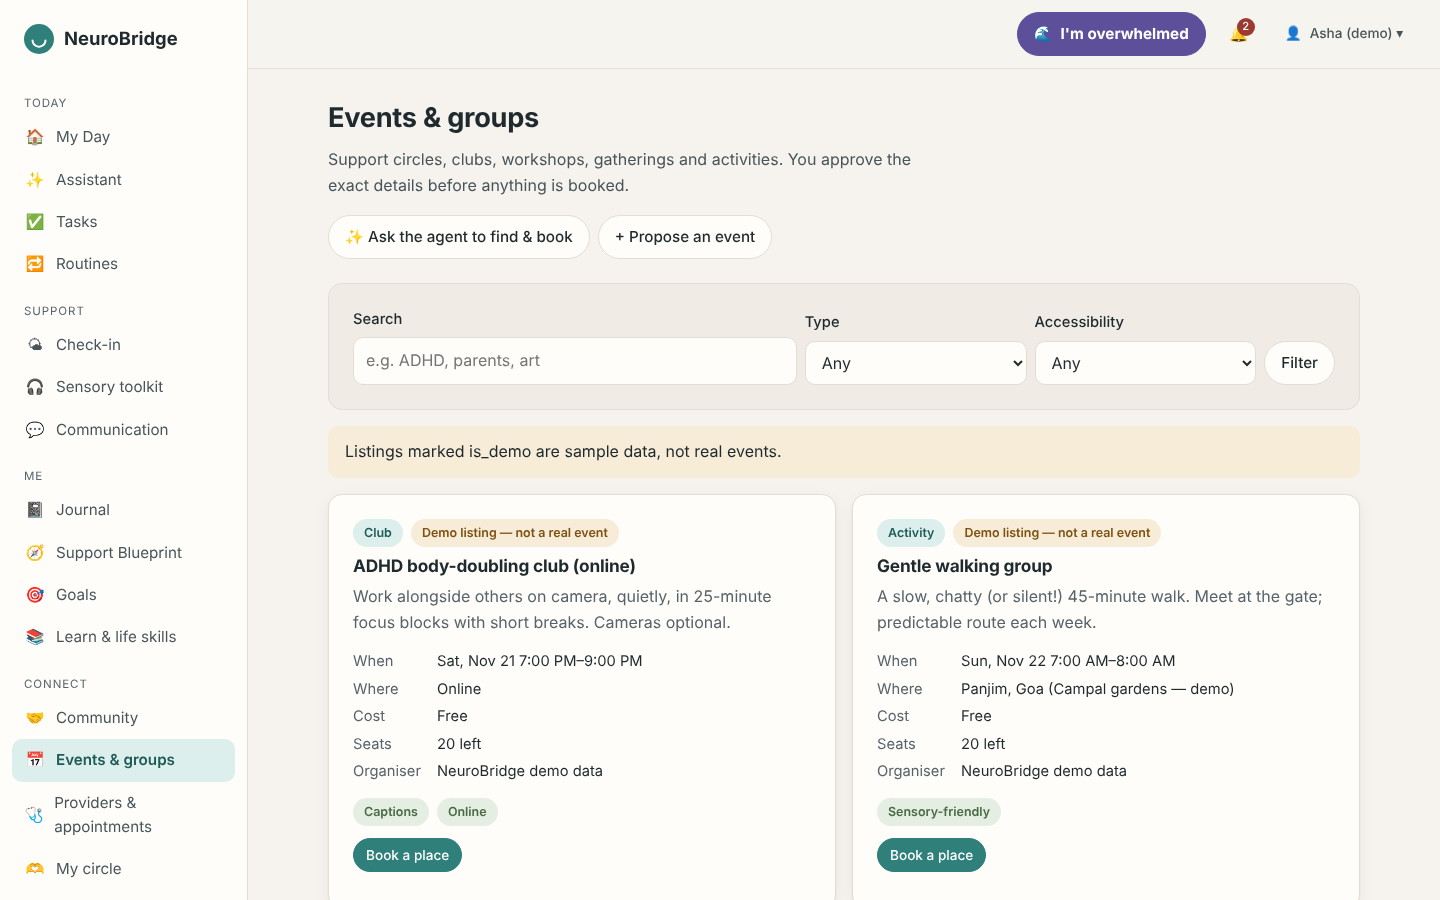 NeuroBridge
TODAY
My Day
Assistant
Tasks
Routines
SUPPORT
Check-in
Sensory toolkit
Communication
ME
Journal
Support Blueprint
Goals
Learn & life skills
CONNECT
Community
Events & groups
Providers &
appointments
My circle
I'm overwhelmed
2
Asha (demo) ▾
Events & groups
Support circles, clubs, workshops, gatherings and activities. You approve the
exact details before anything is booked.
Ask the agent to find & book
+ Propose an event
Search
Type
Accessibility
e.g. ADHD, parents, art
Any
Any
Filter
Listings marked is_demo are sample data, not real events.
Club
Demo listing — not a real event
ADHD body-doubling club (online)
Work alongside others on camera, quietly, in 25-minute
focus blocks with short breaks. Cameras optional.
When Sat, Nov 21 7:00 PM–9:00 PM
Where Online
Cost Free
Seats 20 left
Organiser NeuroBridge demo data
Captions
Online
Book a place
Activity
Demo listing — not a real event
Gentle walking group
A slow, chatty (or silent!) 45-minute walk. Meet at the gate;
predictable route each week.
When Sun, Nov 22 7:00 AM–8:00 AM
Where Panjim, Goa (Campal gardens — demo)
Cost Free
Seats 20 left
Organiser NeuroBridge demo data
Sensory-friendly
Book a place